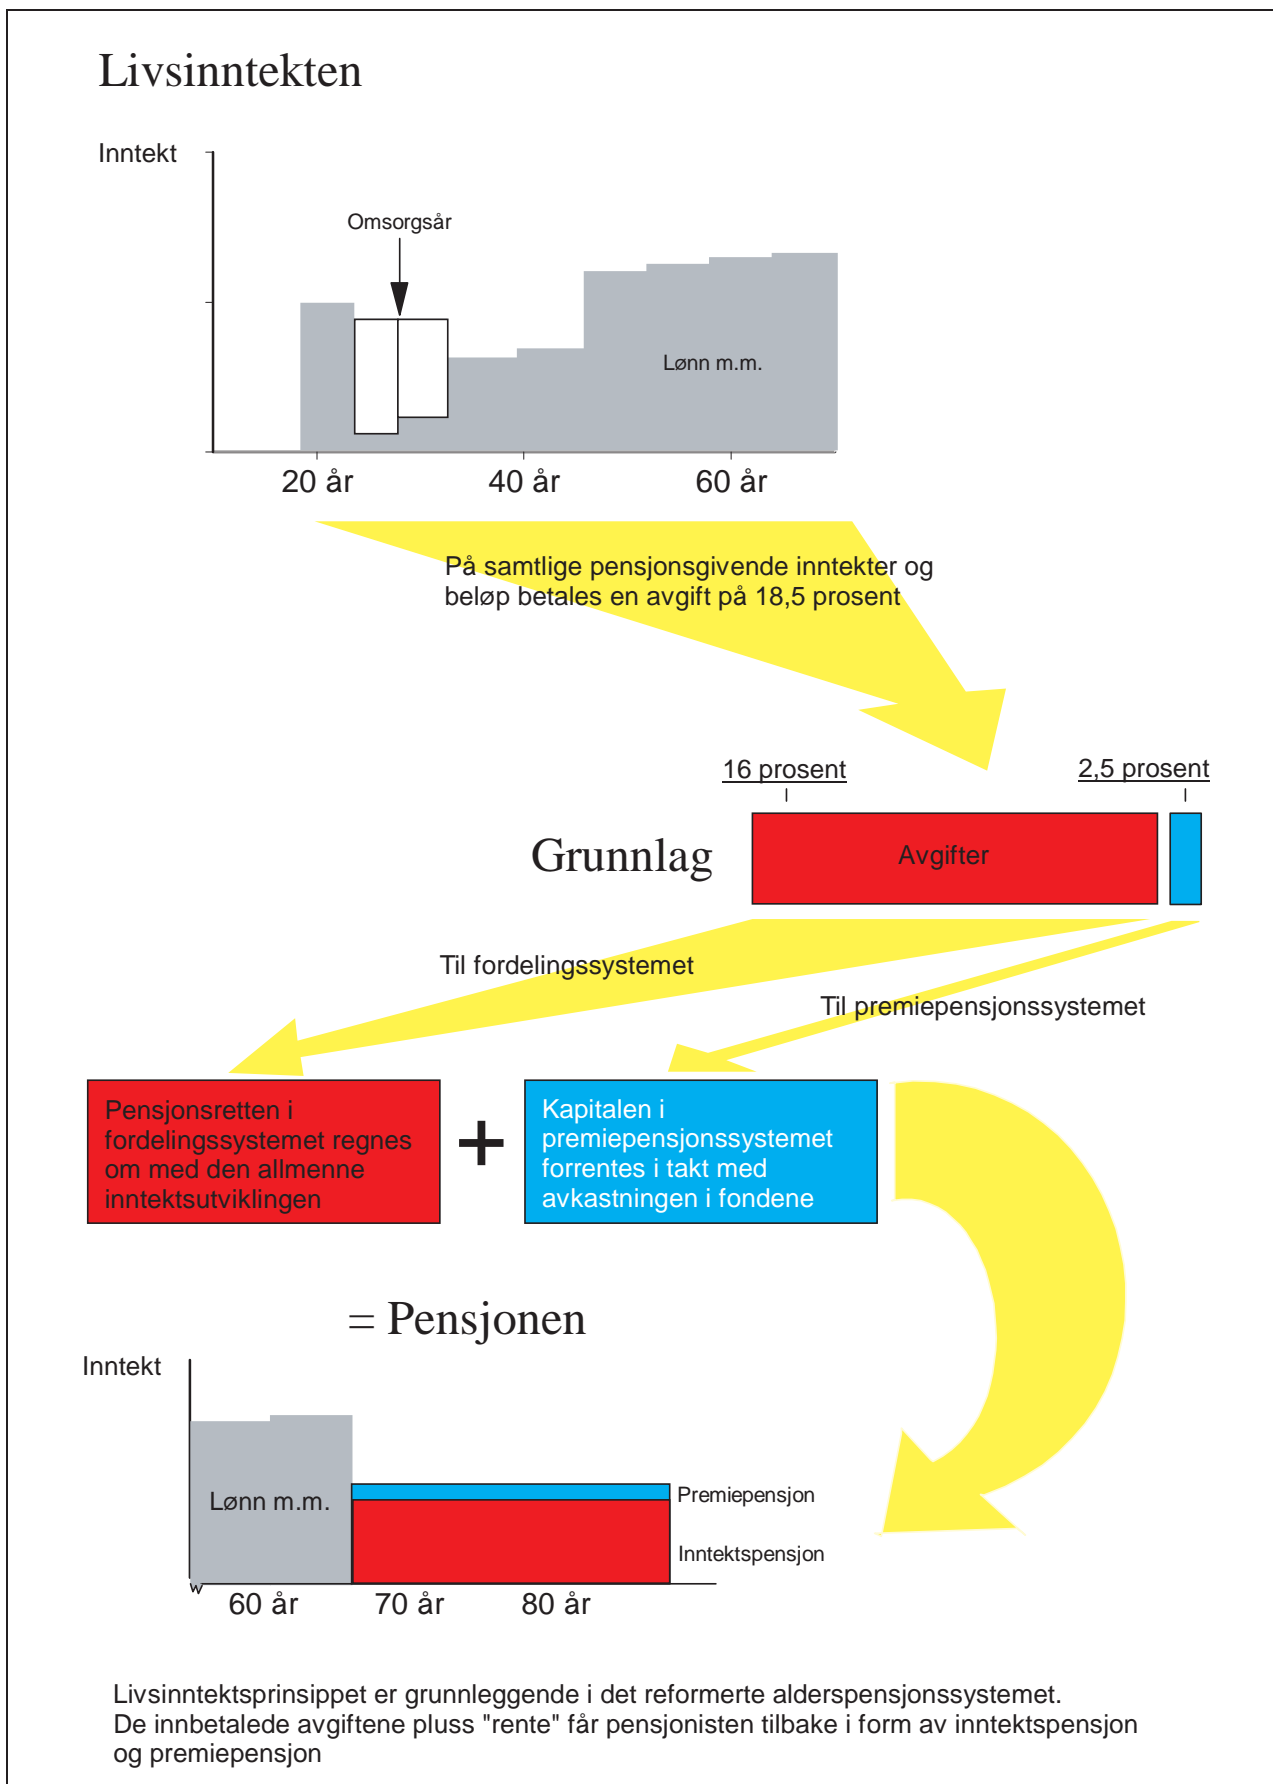 Livsinntekten
Inntekt
Omsorgsår
Lønn m.m.
20 år
40 år
60 år
På samtlige pensjonsgivende inntekter og
beløp betales en avgift på 18,5 prosent
16 prosent
2,5 prosent
Grunnlag
Avgifter
Til fordelingssystemet
Til premiepensjonssystemet
Pensjonsretten i
fordelingssystemet regnes
om med den allmenne
inntektsutviklingen
+
Kapitalen i
premiepensjonssystemet
forrentes i takt med
avkastningen i fondene
= Pensjonen
Inntekt
Lønn m.m.
Premiepensjon
Inntektspensjon
60 år
70 år
80 år
Livsinntektsprinsippet er grunnleggende i det reformerte alderspensjonssystemet.
De innbetalede avgiftene pluss "rente" får pensjonisten tilbake i form av inntektspensjon
og premiepensjon